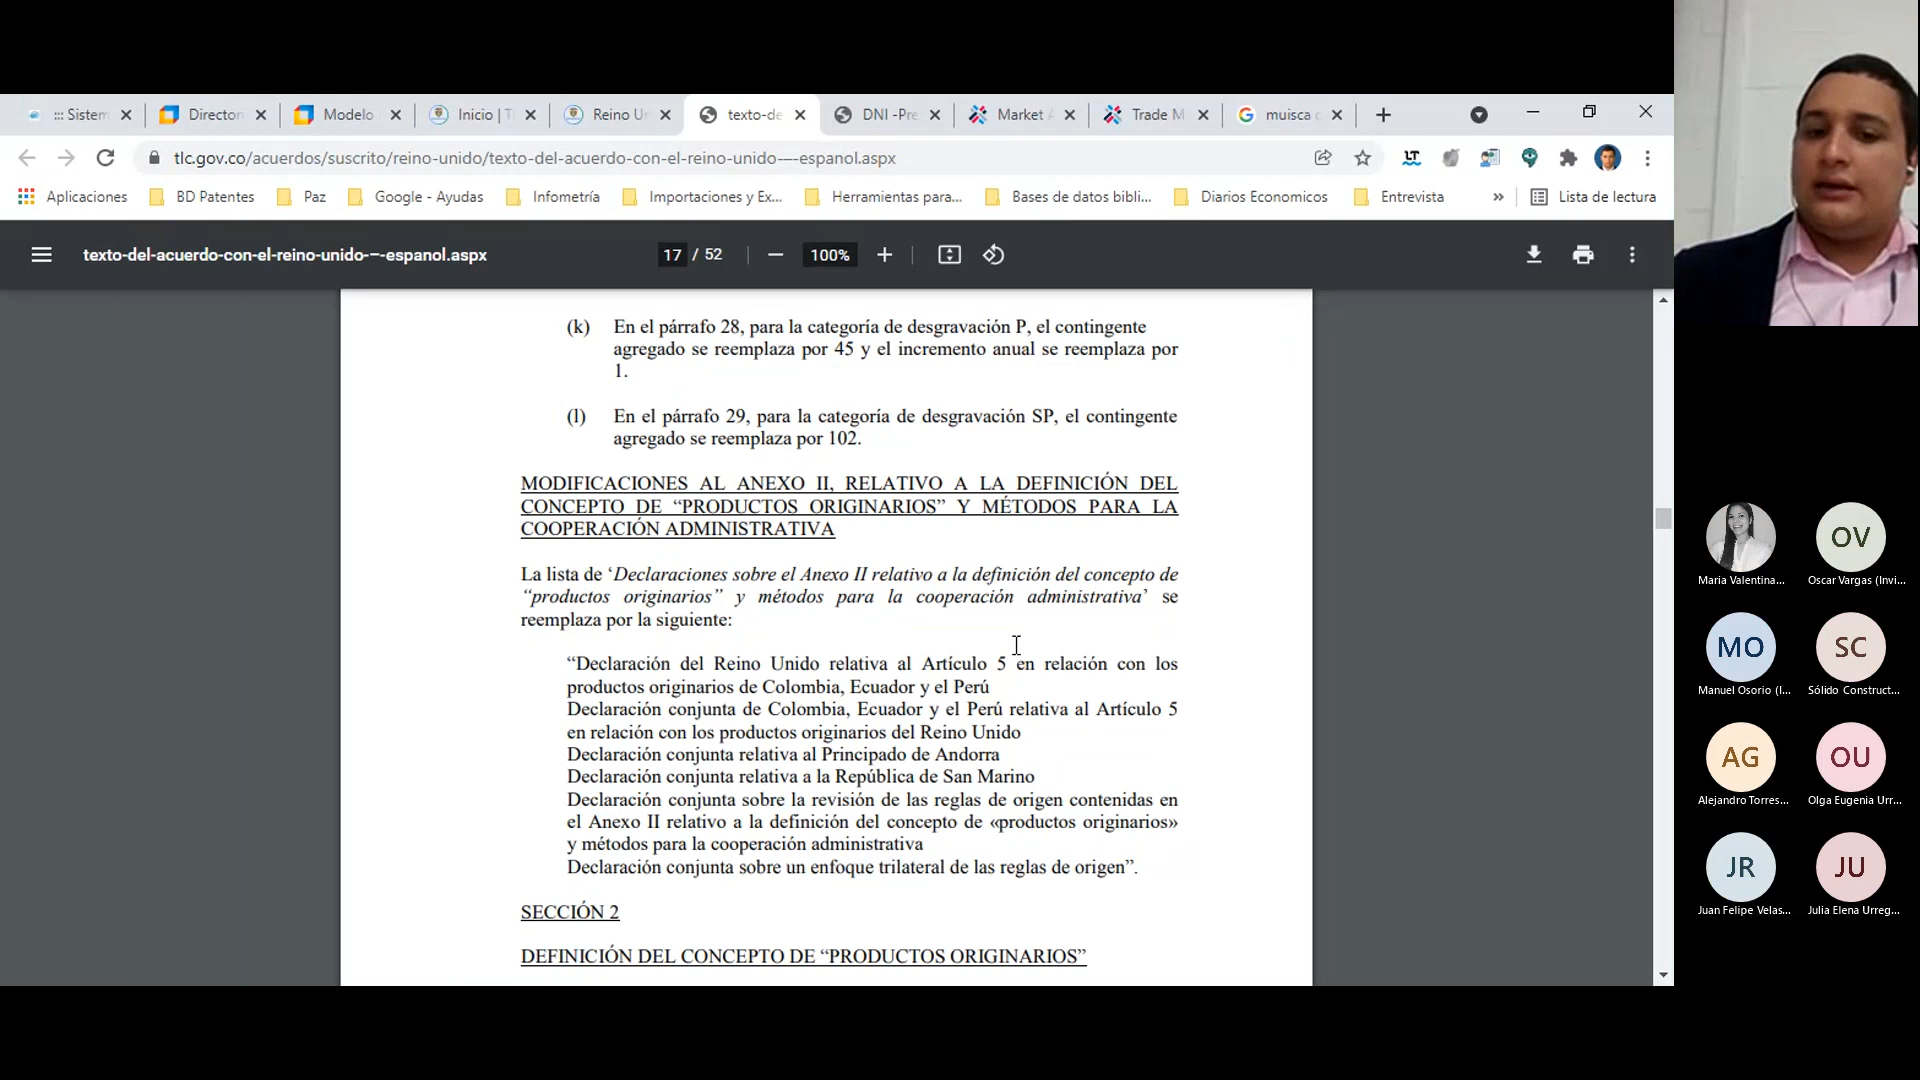 ::: Sistem
Director
Modelo
Inicio | T
Reino U
texto-de
DNI -Pre
Market A
Trade M
muisca c
tlc.gov.co/acuerdos/suscrito/reino-unido/texto-del-acuerdo-con-el-reino-unido-–-espanol.aspx
Aplicaciones
BD Patentes
Paz
Google - Ayudas
Infometría
Importaciones y Ex...
Herramientas para...
Bases de datos bibli...
Diarios Economicos
Entrevista
»
Lista de lectura
texto-del-acuerdo-con-el-reino-unido-–-espanol.aspx
17 / 52
100%
(k) En el párrafo 28, para la categoría de desgravación P, el contingente
agregado se reemplaza por 45 y el incremento anual se reemplaza por
1.
(l) En el párrafo 29, para la categoría de desgravación SP, el contingente
agregado se reemplaza por 102.
MODIFICACIONES AL ANEXO II, RELATIVO A LA DEFINICIÓN DEL
CONCEPTO DE “PRODUCTOS ORIGINARIOS” Y MÉTODOS PARA LA
COOPERACIÓN ADMINISTRATIVA
La lista de ‘Declaraciones sobre el Anexo II relativo a la definición del concepto de
“productos originarios” y métodos para la cooperación administrativa’ se
reemplaza por la siguiente:
“Declaración del Reino Unido relativa al Artículo 5 en relación con los
productos originarios de Colombia, Ecuador y el Perú
Declaración conjunta de Colombia, Ecuador y el Perú relativa al Artículo 5
en relación con los productos originarios del Reino Unido
Declaración conjunta relativa al Principado de Andorra
Declaración conjunta relativa a la República de San Marino
Declaración conjunta sobre la revisión de las reglas de origen contenidas en
el Anexo II relativo a la definición del concepto de «productos originarios»
y métodos para la cooperación administrativa
Declaración conjunta sobre un enfoque trilateral de las reglas de origen”.
SECCIÓN 2
DEFINICIÓN DEL CONCEPTO DE “PRODUCTOS ORIGINARIOS”
Maria Valentina...
OV
Oscar Vargas (Invi...
MO
Manuel Osorio (I...
SC
Sólido Construct...
AG
Alejandro Torres...
OU
Olga Eugenia Urr...
JR
Juan Felipe Velas...
JU
Julia Elena Urreg...